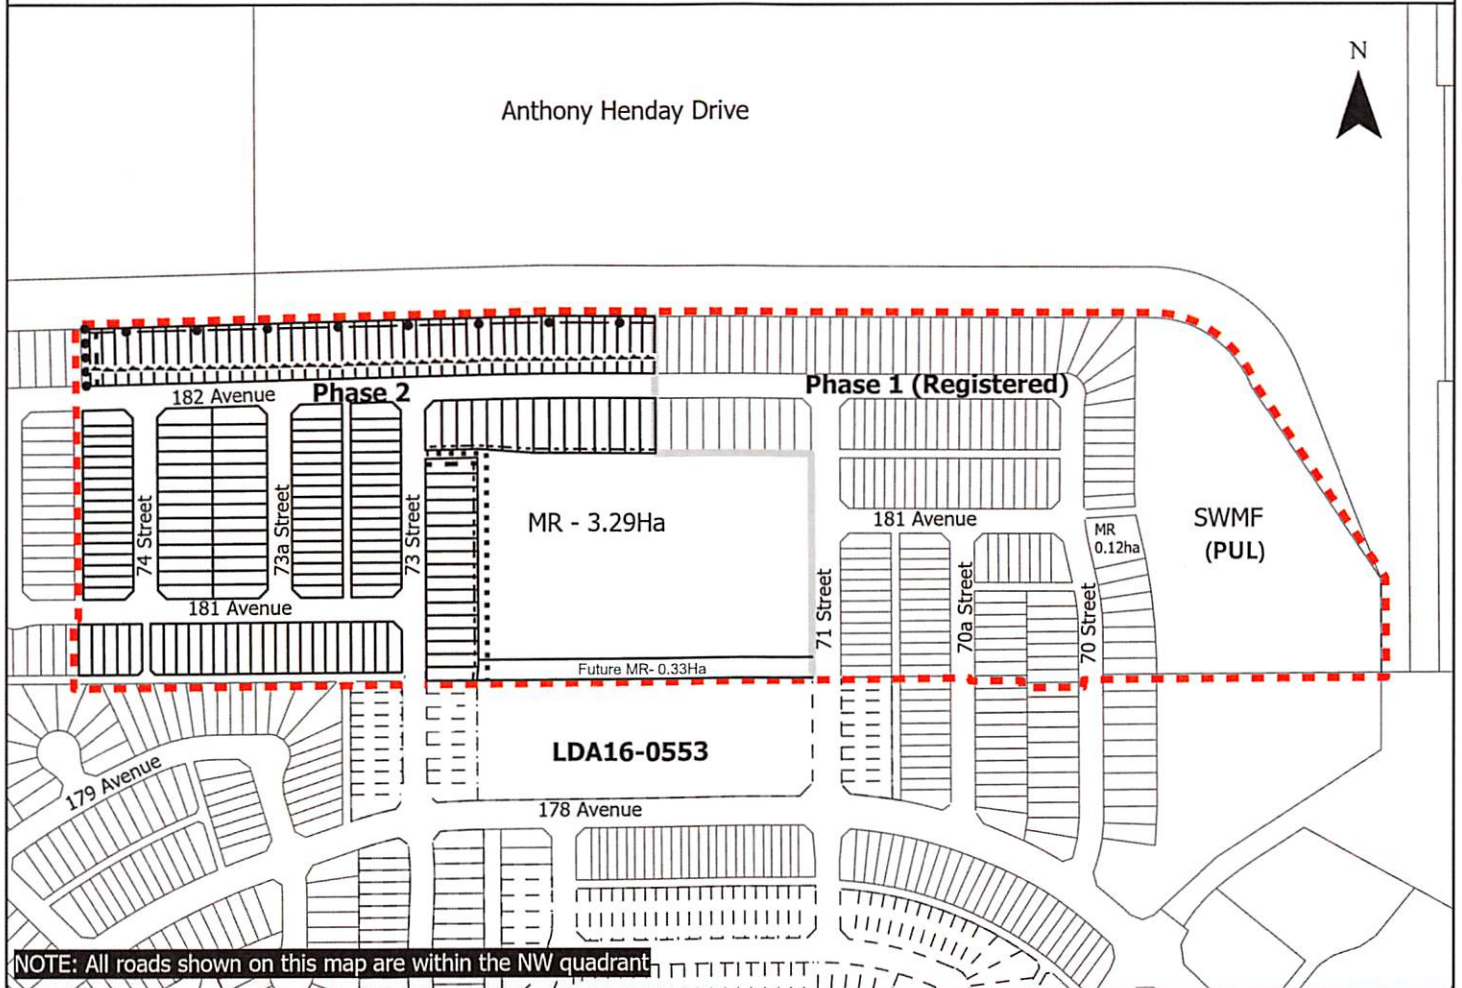 N
Anthony Henday Drive
182 Avenue
Phase 2
Phase 1 (Registered)
74 Street
73a Street
73 Street
MR - 3.29Ha
181 Avenue
MR
0.12ha
SWMF
(PUL)
181 Avenue
71 Street
70a Street
70 Street
Future MR- 0.33Ha
LDA16-0553
179 Avenue
178 Avenue
NOTE: All roads shown on this map are within the NW quadrant